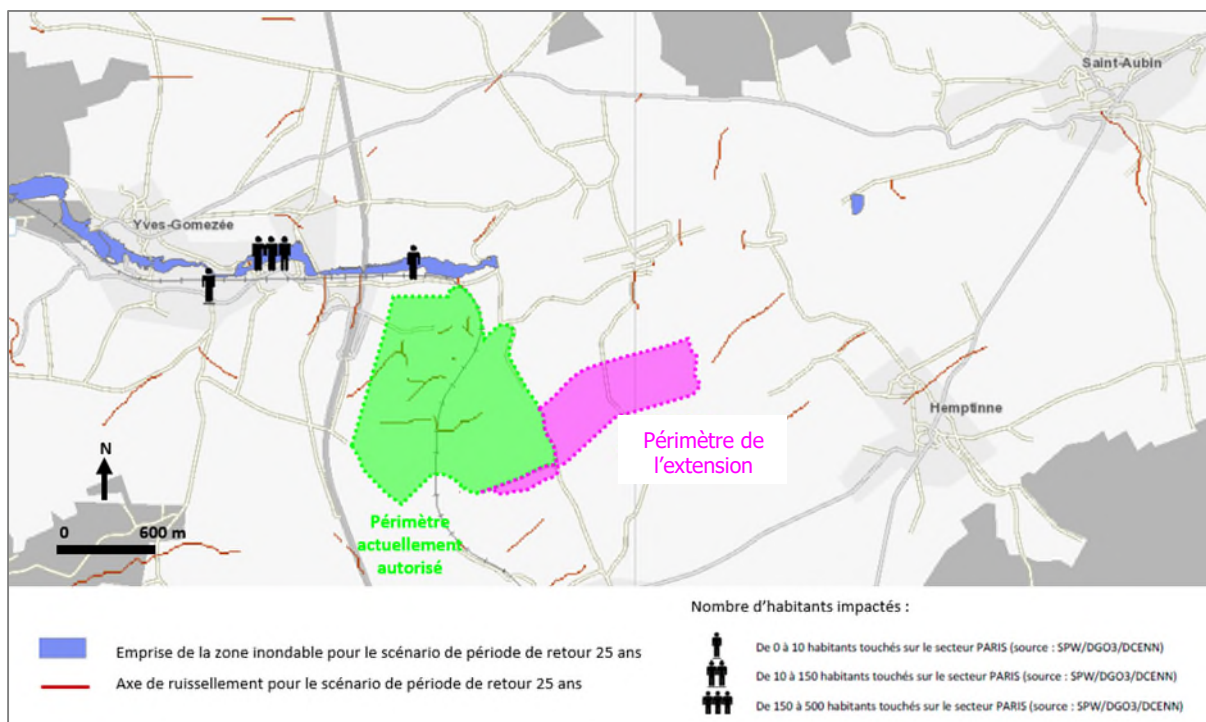 Saint-Aubin
Yves-Gomezée
Hemptinne
Périmètre de
l'extension
N
0 600 m
Périmètre
actuellement
autorisé
Nombre d'habitants impactés :
Emprise de la zone inondable pour le scénario de période de retour 25 ans
Axe de ruissellement pour le scénario de période de retour 25 ans
De 0 à 10 habitants touchés sur le secteur PARIS (source : SPW/DGO3/DCENN)
De 10 à 150 habitants touchés sur le secteur PARIS (source : SPW/DGO3/DCENN)
De 150 à 500 habitants touchés sur le secteur PARIS (source : SPW/DGO3/DCENN)